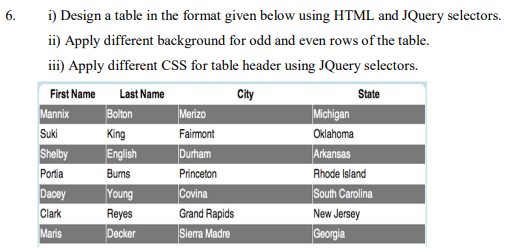 6. i) Design a table in the format given below using HTML and JQuery selectors.
ii) Apply different background for odd and even rows of the table.
iii) Apply different CSS for table header using JQuery selectors.
First Name Last Name City State
Mannix Bolton Merizo Michigan
Suki King Fairmont Oklahoma
Shelby English Durham Arkansas
Portia Burns Princeton Rhode Island
Dacey Young Covina South Carolina
Clark Reyes Grand Rapids New Jersey
Maris Decker Sierra Madre Georgia